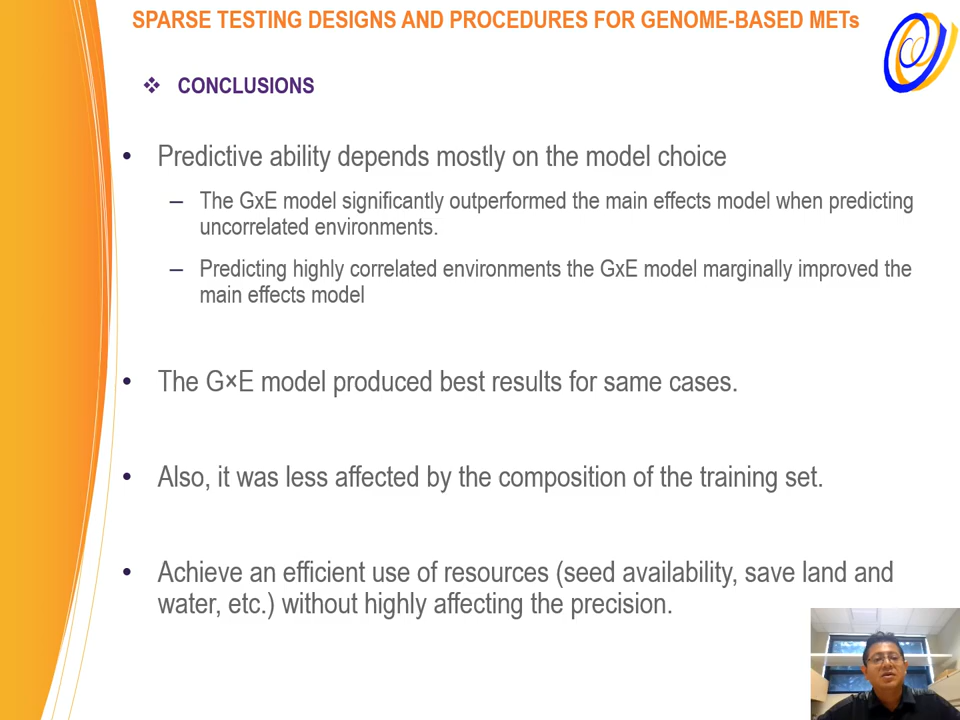 SPARSE TESTING DESIGNS AND PROCEDURES FOR GENOME-BASED METs
❖ CONCLUSIONS
• Predictive ability depends mostly on the model choice
– The GxE model significantly outperformed the main effects model when predicting
uncorrelated environments.
– Predicting highly correlated environments the GxE model marginally improved the
main effects model
• The G×E model produced best results for same cases.
• Also, it was less affected by the composition of the training set.
• Achieve an efficient use of resources (seed availability, save land and
water, etc.) without highly affecting the precision.